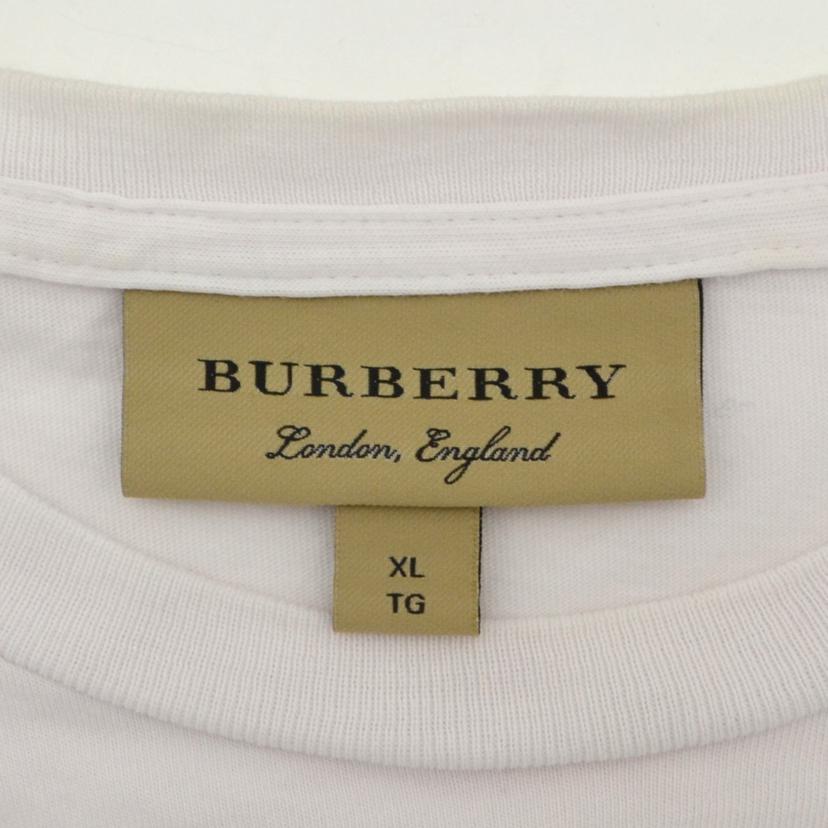 BURBERRY
London, England
XL
TG